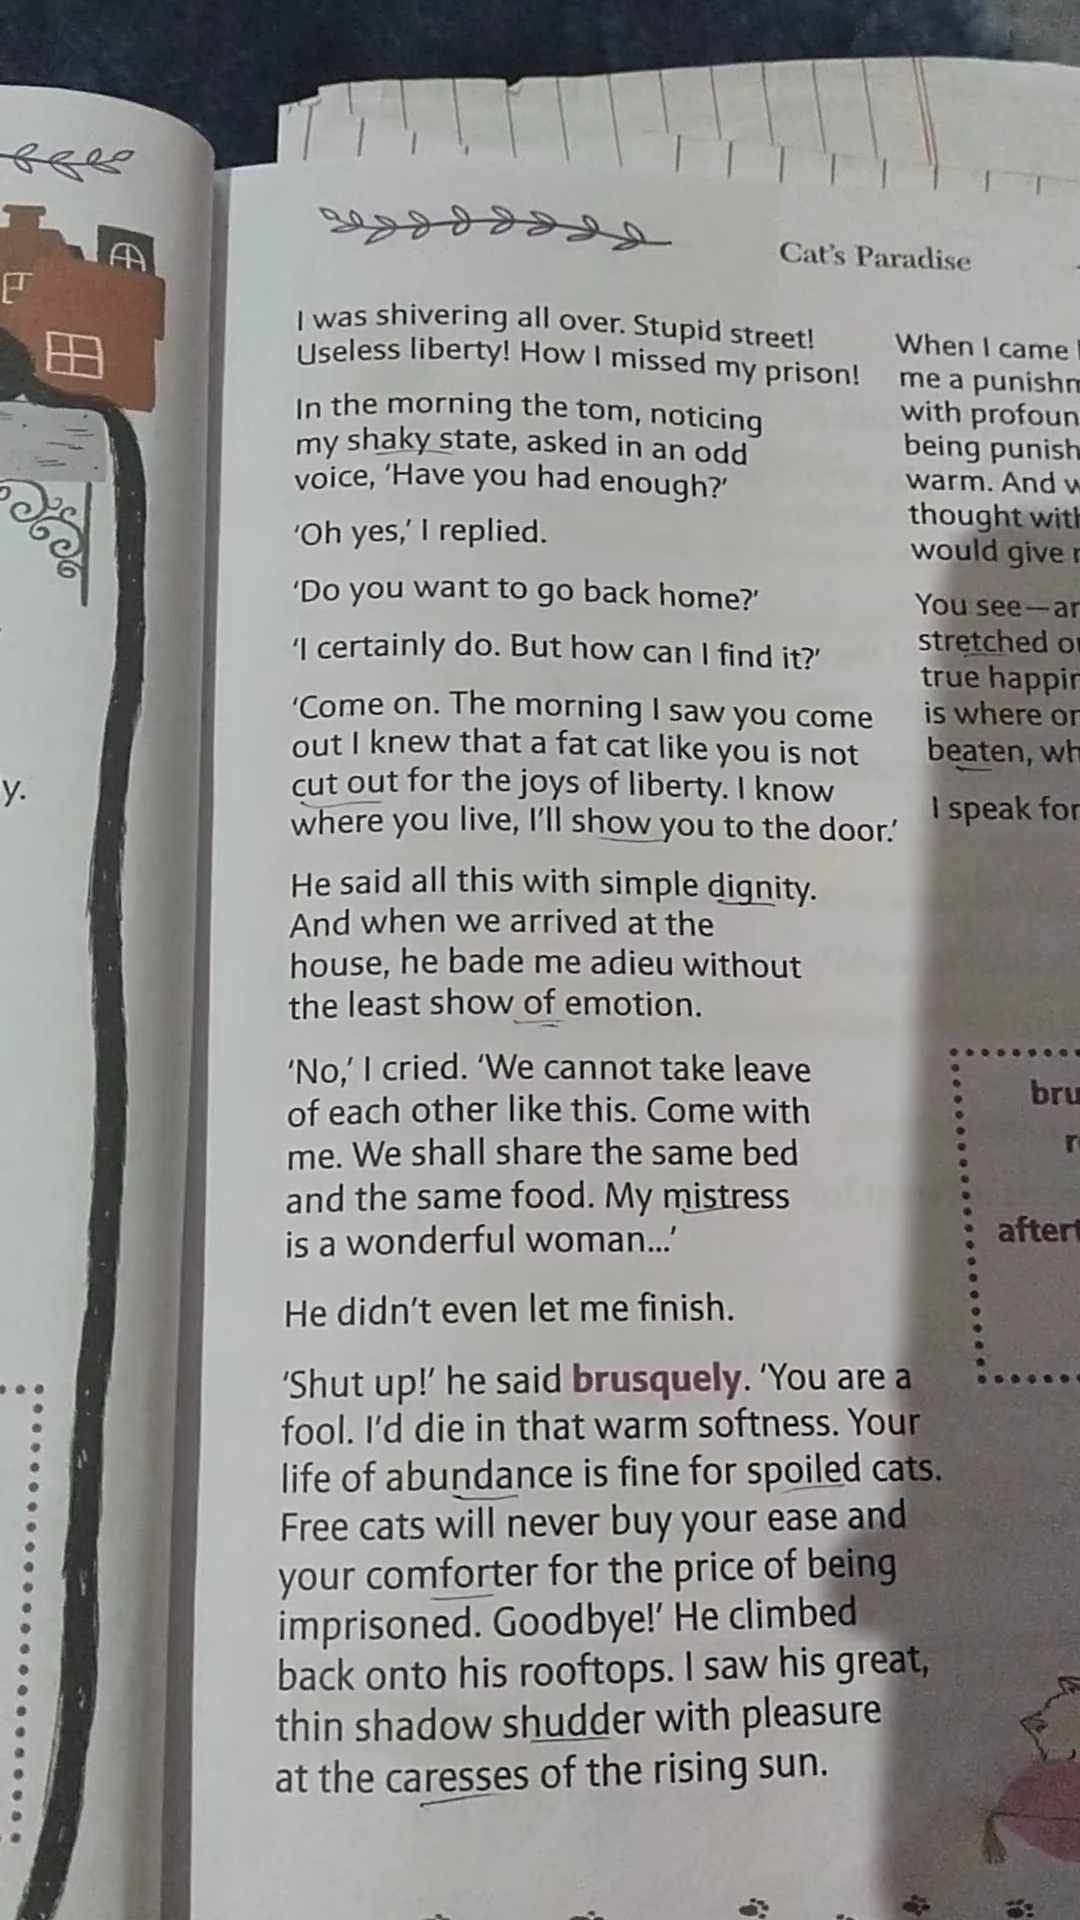 Cat's Paradise
y.
I was shivering all over. Stupid street!
Useless liberty! How I missed my prison!
In the morning the tom, noticing
my shaky state, asked in an odd
voice, 'Have you had enough?'
'Oh yes,' I replied.
'Do you want to go back home?'
'I certainly do. But how can I find it?'
'Come on. The morning I saw you come
out I knew that a fat cat like you is not
cut out for the joys of liberty. I know
where you live, I'll show you to the door.'
He said all this with simple dignity.
And when we arrived at the
house, he bade me adieu without
the least show of emotion.
'No,' I cried. 'We cannot take leave
of each other like this. Come with
me. We shall share the same bed
and the same food. My mistress
is a wonderful woman...'
He didn't even let me finish.
'Shut up!' he said brusquely. 'You are a
fool. I'd die in that warm softness. Your
life of abundance is fine for spoiled cats.
Free cats will never buy your ease and
your comforter for the price of being
imprisoned. Goodbye!' He climbed
back onto his rooftops. I saw his great,
thin shadow shudder with pleasure
at the caresses of the rising sun.
When I came
me a
with
being
warm. And
thought
would give
You see—
stretched
true
is where
beaten,
I speak for